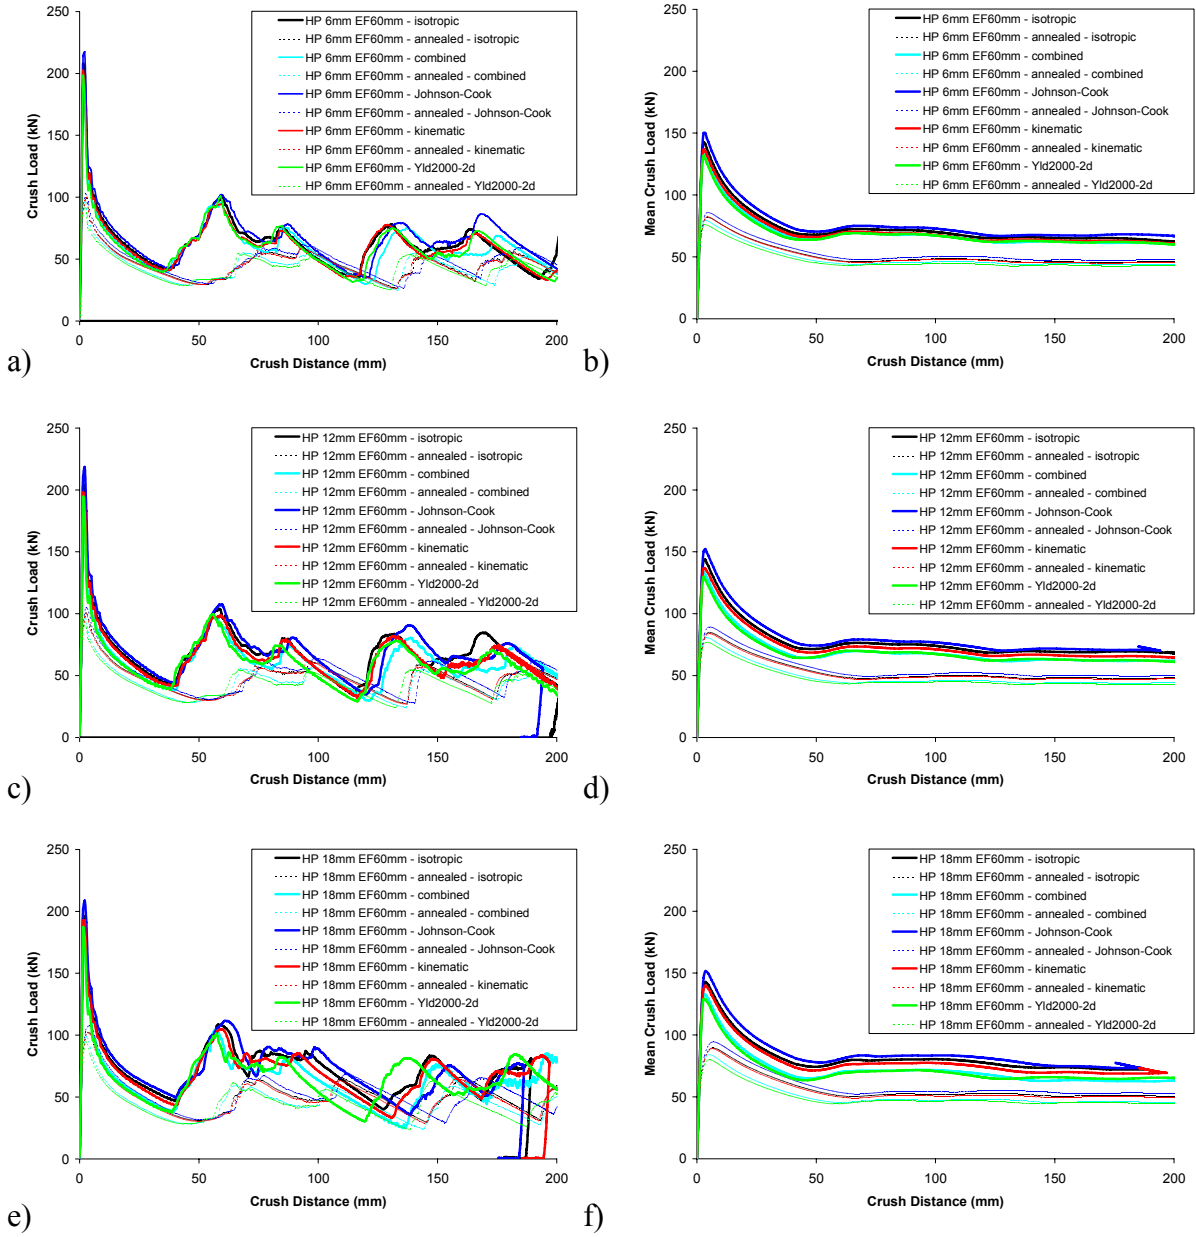 250
200
150
100
50
0
Crush Load (kN)
HP 6mm EF60mm - isotropic
HP 6mm EF60mm - annealed - isotropic
HP 6mm EF60mm - combined
HP 6mm EF60mm - annealed - combined
HP 6mm EF60mm - Johnson-Cook
HP 6mm EF60mm - annealed - Johnson-Cook
HP 6mm EF60mm - kinematic
HP 6mm EF60mm - annealed - kinematic
HP 6mm EF60mm - Yld2000-2d
HP 6mm EF60mm - annealed - Yld2000-2d
0 50 100 150 200
Crush Distance (mm)
a)
250
200
150
100
50
0
Mean Crush Load (kN)
HP 6mm EF60mm - isotropic
HP 6mm EF60mm - annealed - isotropic
HP 6mm EF60mm - combined
HP 6mm EF60mm - annealed - combined
HP 6mm EF60mm - Johnson-Cook
HP 6mm EF60mm - annealed - Johnson-Cook
HP 6mm EF60mm - kinematic
HP 6mm EF60mm - annealed - kinematic
HP 6mm EF60mm - Yld2000-2d
HP 6mm EF60mm - annealed - Yld2000-2d
0 50 100 150 200
Crush Distance (mm)
b)
250
200
150
100
50
0
Crush Load (kN)
HP 12mm EF60mm - isotropic
HP 12mm EF60mm - annealed - isotropic
HP 12mm EF60mm - combined
HP 12mm EF60mm - annealed - combined
HP 12mm EF60mm - Johnson-Cook
HP 12mm EF60mm - annealed - Johnson-Cook
HP 12mm EF60mm - kinematic
HP 12mm EF60mm - annealed - kinematic
HP 12mm EF60mm - Yld2000-2d
HP 12mm EF60mm - annealed - Yld2000-2d
0 50 100 150 200
Crush Distance (mm)
c)
250
200
150
100
50
0
Mean Crush Load (kN)
HP 12mm EF60mm - isotropic
HP 12mm EF60mm - annealed - isotropic
HP 12mm EF60mm - combined
HP 12mm EF60mm - annealed - combined
HP 12mm EF60mm - Johnson-Cook
HP 12mm EF60mm - annealed - Johnson-Cook
HP 12mm EF60mm - kinematic
HP 12mm EF60mm - annealed - kinematic
HP 12mm EF60mm - Yld2000-2d
HP 12mm EF60mm - annealed - Yld2000-2d
0 50 100 150 200
Crush Distance (mm)
d)
250
200
150
100
50
0
Crush Load (kN)
HP 18mm EF60mm - isotropic
HP 18mm EF60mm - annealed - isotropic
HP 18mm EF60mm - combined
HP 18mm EF60mm - annealed - combined
HP 18mm EF60mm - Johnson-Cook
HP 18mm EF60mm - annealed - Johnson-Cook
HP 18mm EF60mm - kinematic
HP 18mm EF60mm - annealed - kinematic
HP 18mm EF60mm - Yld2000-2d
HP 18mm EF60mm - annealed - Yld2000-2d
0 50 100 150 200
Crush Distance (mm)
e)
250
200
150
100
50
0
Mean Crush Load (kN)
HP 18mm EF60mm - isotropic
HP 18mm EF60mm - annealed - isotropic
HP 18mm EF60mm - combined
HP 18mm EF60mm - annealed - combined
HP 18mm EF60mm - Johnson-Cook
HP 18mm EF60mm - annealed - Johnson-Cook
HP 18mm EF60mm - kinematic
HP 18mm EF60mm - annealed - kinematic
HP 18mm EF60mm - Yld2000-2d
HP 18mm EF60mm - annealed - Yld2000-2d
0 50 100 150 200
Crush Distance (mm)
f)